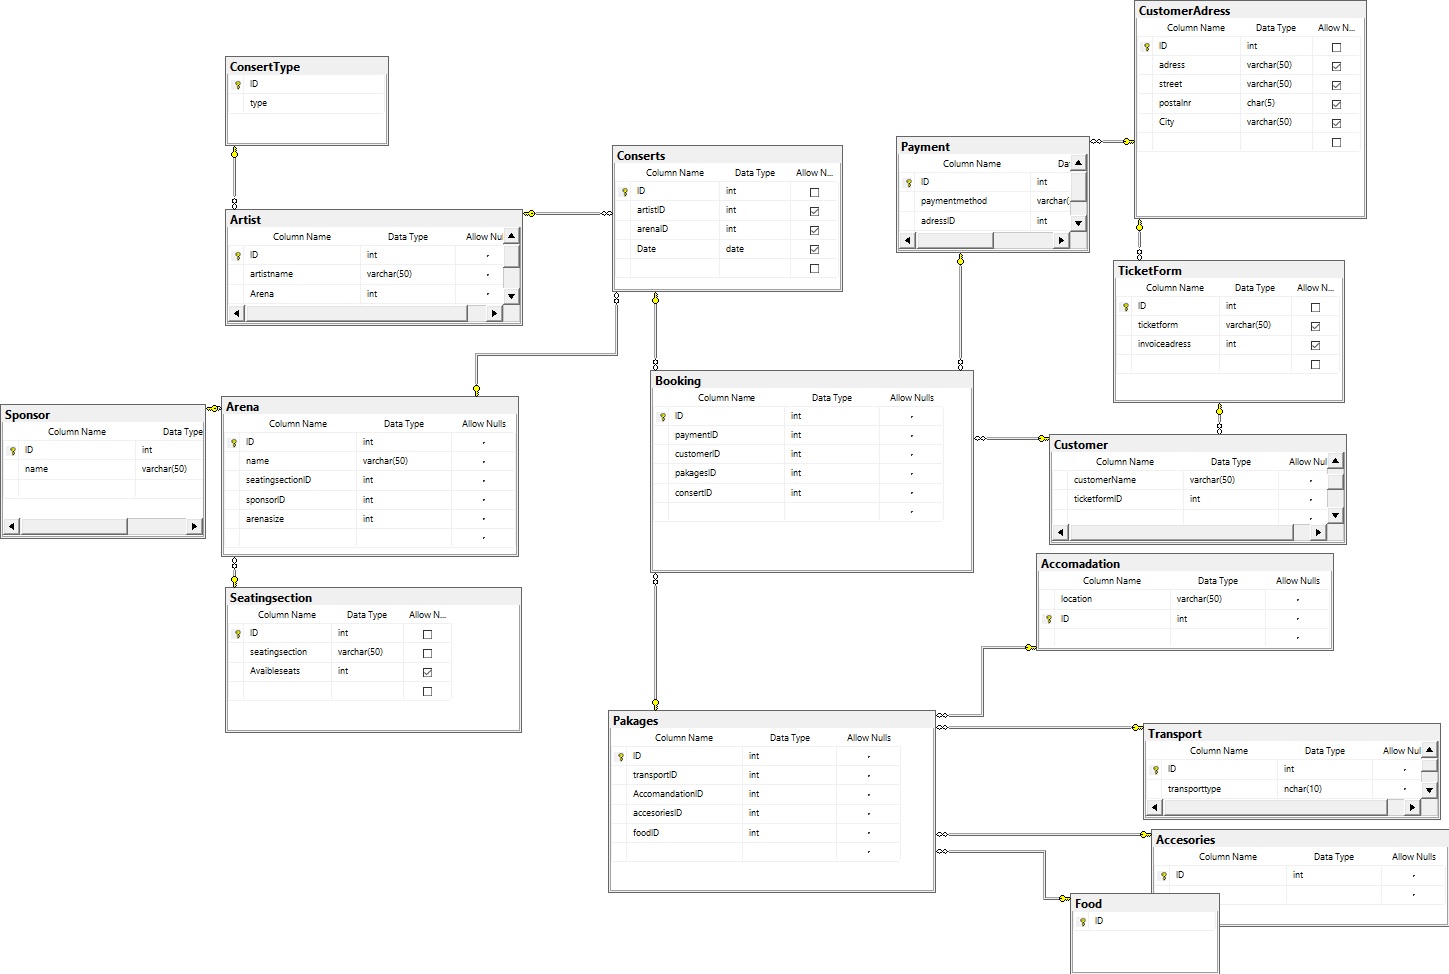 CustomerAdress
Column Name Data Type Allow N...
ID int
adress varchar(50)
street varchar(50)
postalnr char(5)
City varchar(50)
ConsertType
ID
type
Conserts
Column Name Data Type Allow N...
ID int
artistID int
arenaID int
Date date
Payment
Column Name Da
ID int
paymentmethod varchar(
adressID int
Artist
Column Name Data Type Allow Nul
ID int
artistname varchar(50)
Arena int
TicketForm
Column Name Data Type Allow N...
ID int
ticketform varchar(50)
invoiceadress int
Booking
Column Name Data Type Allow Nulls
ID int
paymentID int
customerID int
pakagesID int
consertID int
Sponsor
Column Name Data Type
ID int
name varchar(50)
Arena
Column Name Data Type Allow Nulls
ID int
name varchar(50)
seatingsectionID int
sponsorID int
arenasize int
Customer
Column Name Data Type Allow Nul
customerName varchar(50)
ticketformID int
Accomadation
Column Name Data Type Allow Nulls
location varchar(50)
ID int
Seatingsection
Column Name Data Type Allow N...
ID int
seatingsection varchar(50)
Avaibleseats int
Pakages
Column Name Data Type Allow Nulls
ID int
transportID int
AccomandationID int
accesoriesID int
foodID int
Transport
Column Name Data Type Allow Nul
ID int
transporttype nchar(10)
Accesories
Column Name Data Type Allow Nulls
ID int
Food
ID